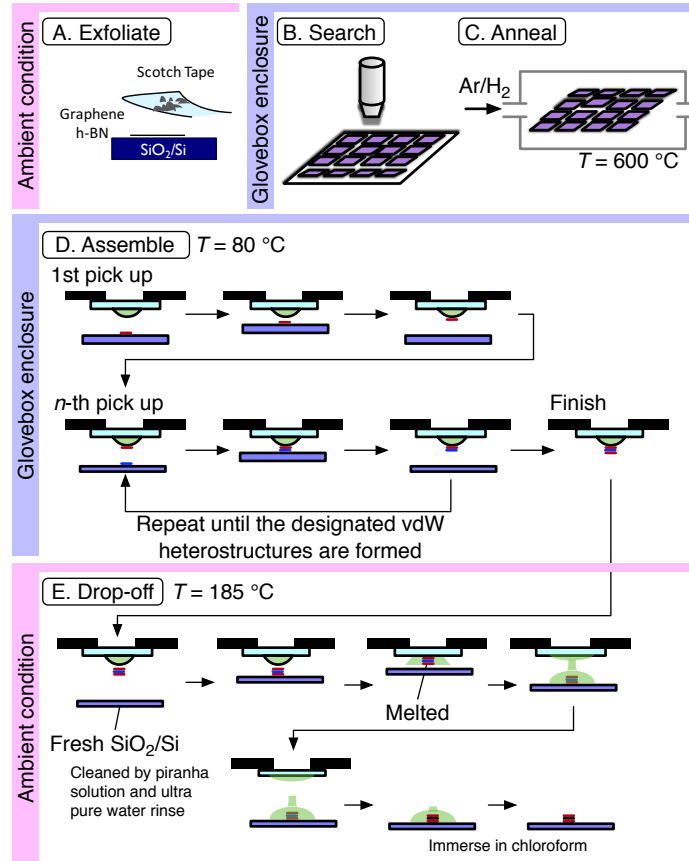 Ambient condition
A. Exfoliate
Scotch Tape
Graphene
h-BN
SiO₂/Si
Glovebox enclosure
B. Search
C. Anneal
Ar/H₂
T = 600 °C
Glovebox enclosure
D. Assemble
T = 80 °C
1st pick up
n-th pick up
Finish
Repeat until the designated vdW
heterostructures are formed
Ambient condition
E. Drop-off
T = 185 °C
Melted
Fresh SiO₂/Si
Cleaned by piranha
solution and ultra
pure water rinse
Immerse in chloroform